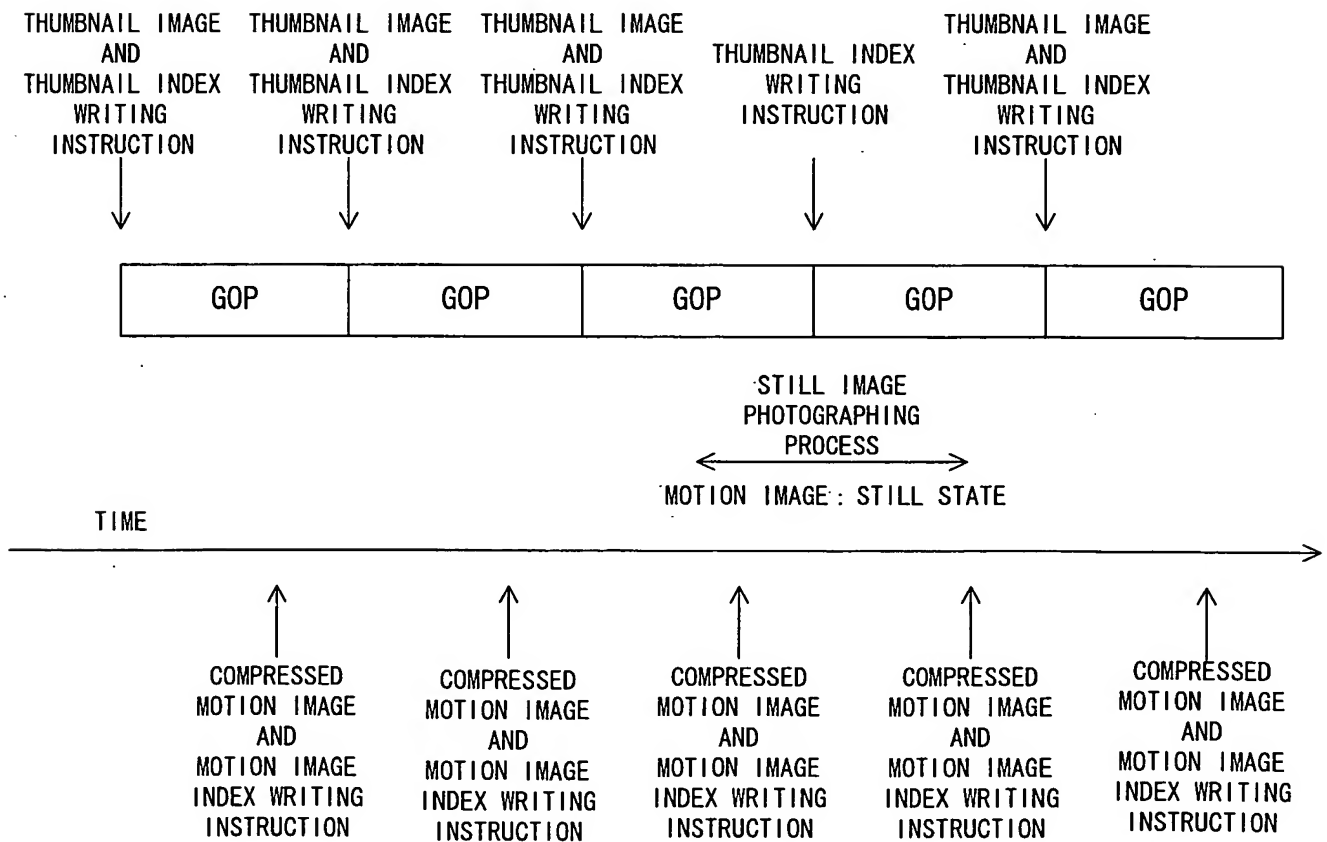 THUMBNAIL IMAGE
AND
THUMBNAIL INDEX
WRITING
INSTRUCTION
THUMBNAIL IMAGE
AND
THUMBNAIL INDEX
WRITING
INSTRUCTION
THUMBNAIL IMAGE
AND
THUMBNAIL INDEX
WRITING
INSTRUCTION
THUMBNAIL INDEX
WRITING
INSTRUCTION
THUMBNAIL IMAGE
AND
THUMBNAIL INDEX
WRITING
INSTRUCTION
GOP
GOP
GOP
GOP
GOP
STILL IMAGE
PHOTOGRAPHING
PROCESS
MOTION IMAGE: STILL STATE
TIME
COMPRESSED
MOTION IMAGE
AND
MOTION IMAGE
INDEX WRITING
INSTRUCTION
COMPRESSED
MOTION IMAGE
AND
MOTION IMAGE
INDEX WRITING
INSTRUCTION
COMPRESSED
MOTION IMAGE
AND
MOTION IMAGE
INDEX WRITING
INSTRUCTION
COMPRESSED
MOTION IMAGE
AND
MOTION IMAGE
INDEX WRITING
INSTRUCTION
COMPRESSED
MOTION IMAGE
AND
MOTION IMAGE
INDEX WRITING
INSTRUCTION